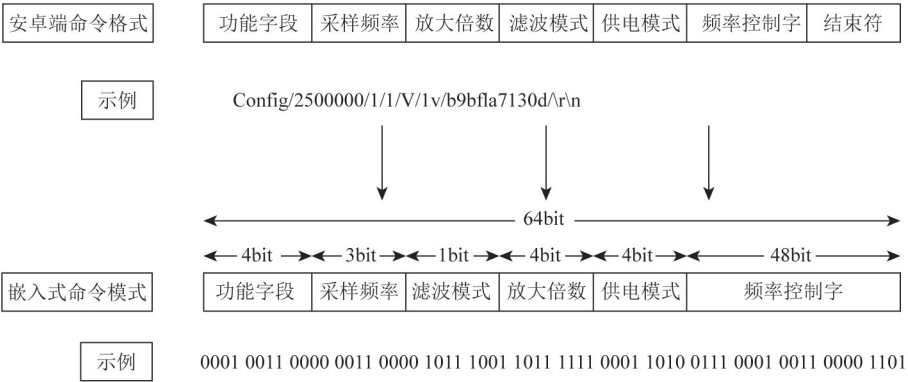 安卓端命令格式 功能字段 采样频率 放大倍数 滤波模式 供电模式 频率控制字 结束符
示例 Config/2500000/1/1/V/1v/b9bfla7130d/\r\n
64bit
4bit 3bit 1bit 4bit 4bit 48bit
嵌入式命令模式 功能字段 采样频率 滤波模式 放大倍数 供电模式 频率控制字
示例 0001 0011 0000 0011 0000 1011 1001 1011 1111 0001 1010 0111 0001 0011 0000 1101